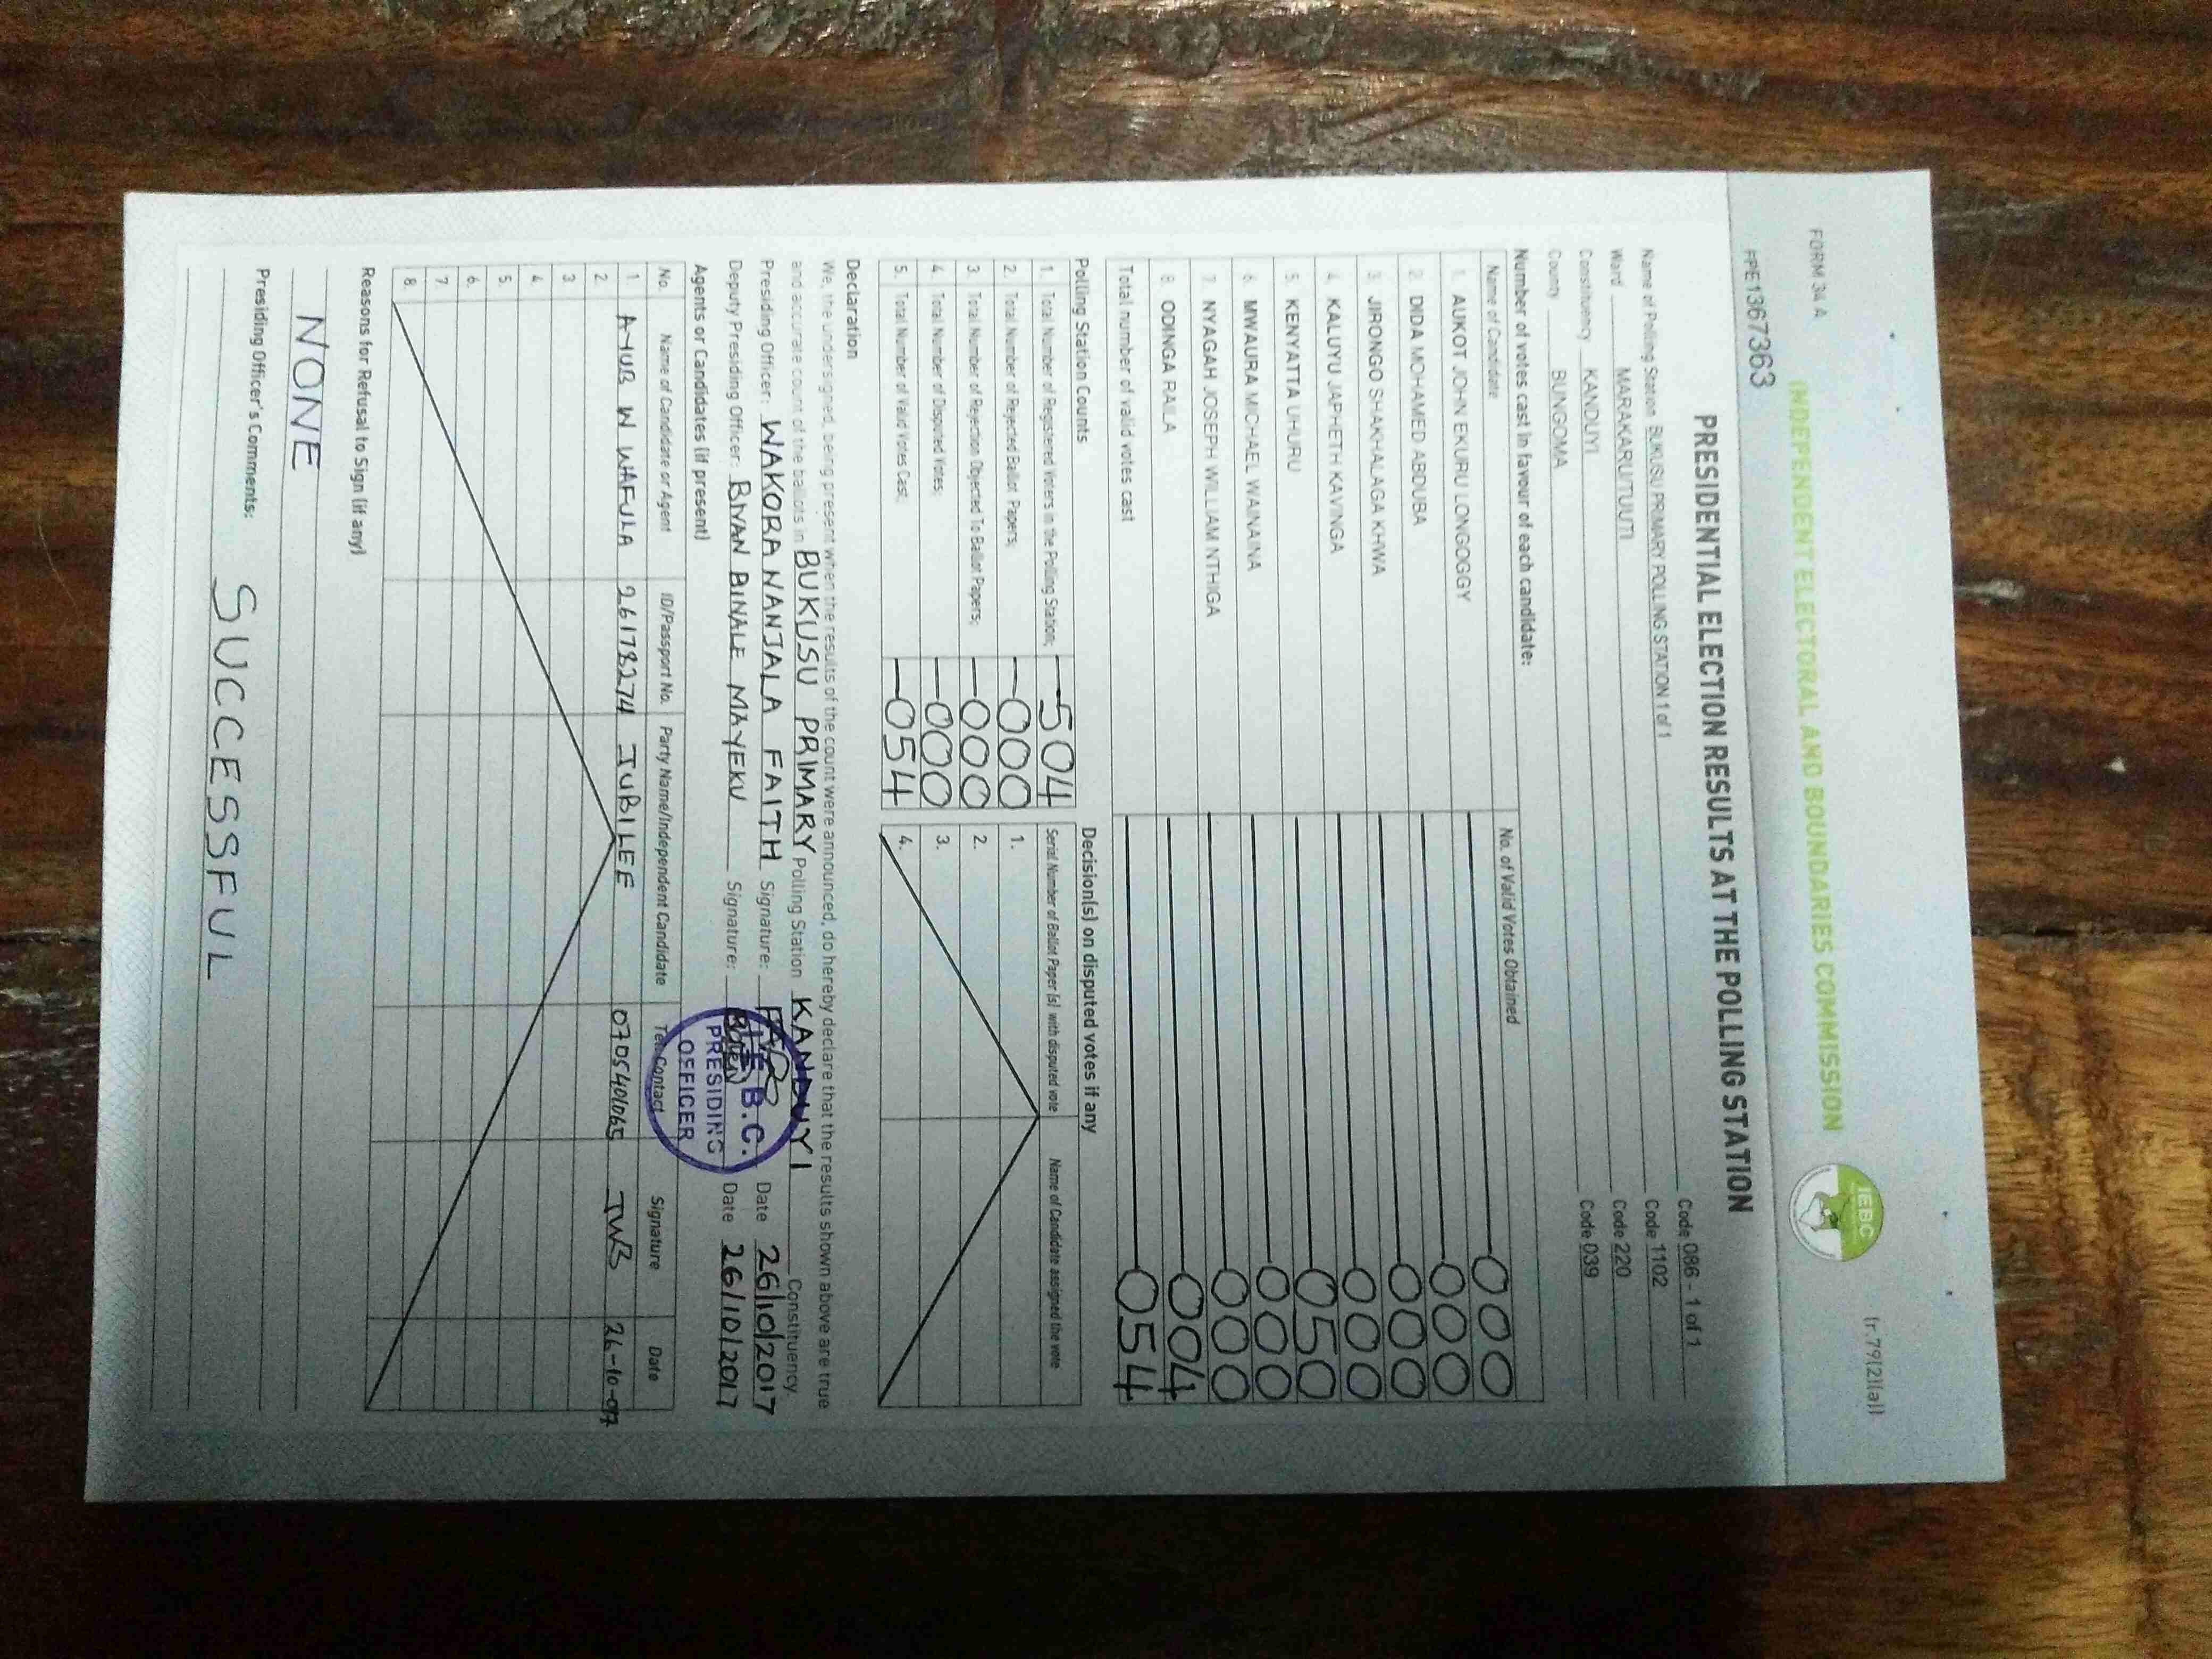 FORM 34 A
(r.79(2)(a))
INDEPENDENT ELECTORAL AND BOUNDARIES COMMISSION
IEBC
PPE1367363
PRESIDENTIAL ELECTION RESULTS AT THE POLLING STATION
Name of Polling Station BUKUSU PRIMARY POLLING STATION 1 of 1 Code 086 - 1 of 1
Ward MARAKARU/TUUTI Code 1102
Constituency KANDUYI Code 220
County BUNGOMA Code 039
Number of votes cast in favour of each candidate:
Name of Candidate No. of Valid Votes Obtained
1. AUKOT JOHN EKURU LONGOGGY 000
2. DIDA MOHAMED ABDUBA 000
3. JIRONGO SHAKHALAGA KHWA 000
4. KALUYU JAPHETH KAVINGA 000
5. KENYATTA UHURU 050
6. MWAURA MICHAEL WAINAINA 000
7. NYAGAH JOSEPH WILLIAM NTHIGA 000
8. ODINGA RAILA 004
Total number of valid votes cast 054
Polling Station Counts Decision(s) on disputed votes if any
1. Total Number of Registered Voters in the Polling Station; 504 Serial Number of Ballot Paper (s) with disputed vote Name of Candidate assigned the vote
2. Total Number of Rejected Ballot Papers; 000 1.
3. Total Number of Rejection Objected To Ballot Papers; 000 2.
4. Total Number of Disputed Votes; 000 3.
5. Total Number of Valid Votes Cast; 054 4.
Declaration
We, the undersigned, being present when the results of the count were announced, do hereby declare that the results shown above are true
and accurate count of the ballots in BUKUSU PRIMARY Polling Station KANDUYI Constituency.
Presiding Officer: WAKORA NANJALA FAITH Signature: Date 26/10/2017
Deputy Presiding Officer: BIVAN BINALE MAYEKU Signature: Date 26/10/2017
I.E.B.C.
PRESIDING
OFFICER
Agents or Candidates (if present)
No. Name of Candidate or Agent ID/Passport No. Party Name/Independent Candidate Tel. Contact Signature Date
1 AYUB W WAFULA 26178274 JUBILEE 0705401065
2.
3
4
5.
6.
7.
8.
Reasons for Refusal to Sign (if any)
NONE
Presiding Officer's Comments:
SUCCESSFUL